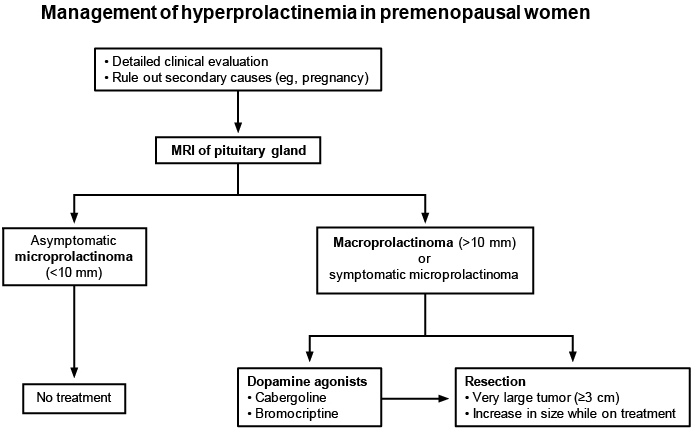 Management of hyperprolactinemia in premenopausal women
• Detailed clinical evaluation
• Rule out secondary causes (eg, pregnancy)
MRI of pituitary gland
Asymptomatic
microprolactinoma
(<10 mm)
Macroprolactinoma (>10 mm)
or
symptomatic microprolactinoma
No treatment
Dopamine agonists
• Cabergoline
• Bromocriptine
Resection
• Very large tumor (≥3 cm)
• Increase in size while on treatment